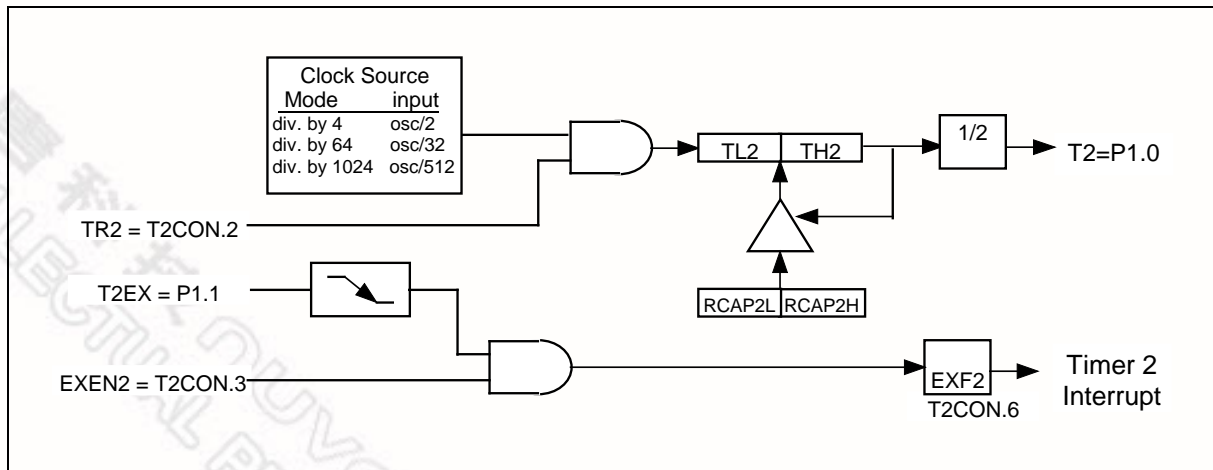 Clock Source
Mode input
div. by 4 osc/2
div. by 64 osc/32
div. by 1024 osc/512
TR2 = T2CON.2
TL2 TH2
1/2
T2=P1.0
T2EX = P1.1
RCAP2L RCAP2H
EXEN2 = T2CON.3
EXF2
T2CON.6
Timer 2
Interrupt